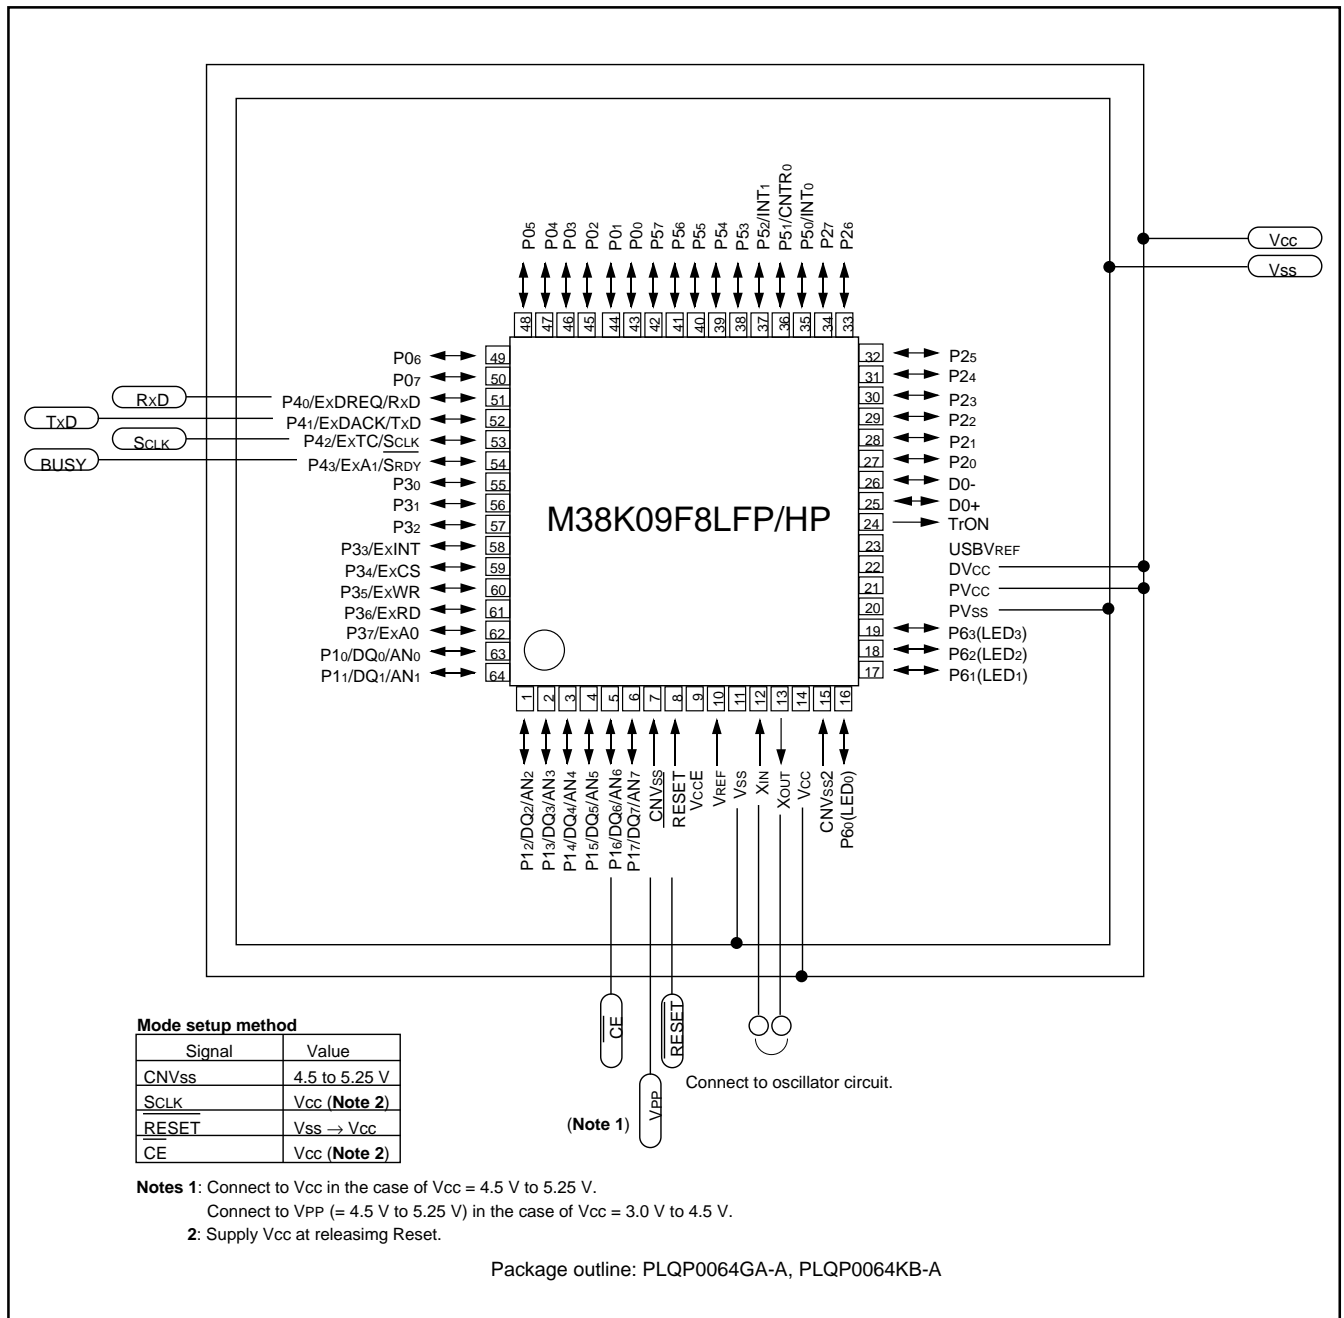 P05
P04
P03
P02
P01
P00
P57
P56
P55
P54
P53
P52/INT1
P51/CNTR0
P50/INT0
P27
P26
Vcc
Vss
48
47
46
45
44
43
42
41
40
39
38
37
36
35
34
33
P06 49
P07 50
RxD P40/ExDREQ/RxD 51
TxD P41/ExDACK/TxD 52
SCLK P42/ExTC/SCLK 53
BUSY P43/ExA1/SRDY 54
P30 55
P31 56
P32 57
P33/ExINT 58
P34/ExCS 59
P35/ExWR 60
P36/ExRD 61
P37/ExA0 62
P10/DQ0/AN0 63
P11/DQ1/AN1 64
M38K09F8LFP/HP
32 P25
31 P24
30 P23
29 P22
28 P21
27 P20
26 D0-
25 D0+
24 TrON
23 USBVREF
22 DVcc
21 PVcc
20 PVss
19 P63(LED3)
18 P62(LED2)
17 P61(LED1)
1
2
3
4
5
6
7
8
9
10
11
12
13
14
15
16
P12/DQ2/AN2
P13/DQ3/AN3
P14/DQ4/AN4
P15/DQ5/AN5
P16/DQ6/AN6
P17/DQ7/AN7
CNVss
RESET
VccE
VREF
Vss
XIN
XOUT
Vcc
CNVss2
P60(LED0)
CE
RESET
VPP
(Note 1)
Connect to oscillator circuit.
Mode setup method
Signal Value
CNVss 4.5 to 5.25 V
SCLK Vcc (Note 2)
RESET Vss → Vcc
CE Vcc (Note 2)
Notes 1: Connect to Vcc in the case of Vcc = 4.5 V to 5.25 V.
Connect to VPP (= 4.5 V to 5.25 V) in the case of Vcc = 3.0 V to 4.5 V.
2: Supply Vcc at releasimg Reset.
Package outline: PLQP0064GA-A, PLQP0064KB-A